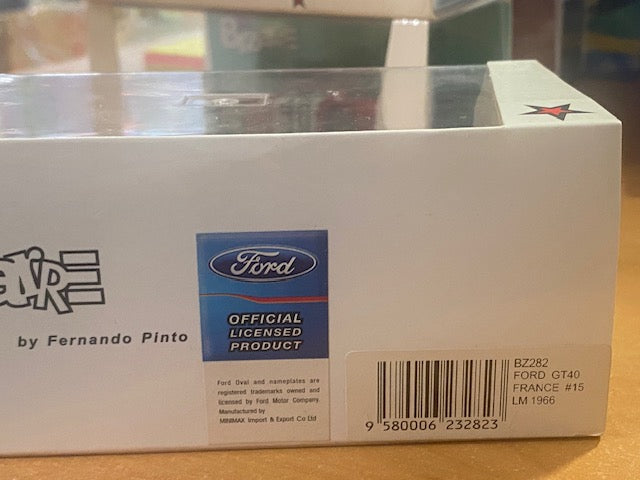 by Fernando Pinto
Ford
OFFICIAL
LICENSED
PRODUCT
Ford Oval and nameplates are
registered trademarks owned and
licensed by Ford Motor Company.
Manufactured by
MINIMAX Import & Export Co Ltd
BZ282
FORD GT40
FRANCE #15
LM 1966
9 580006 232823